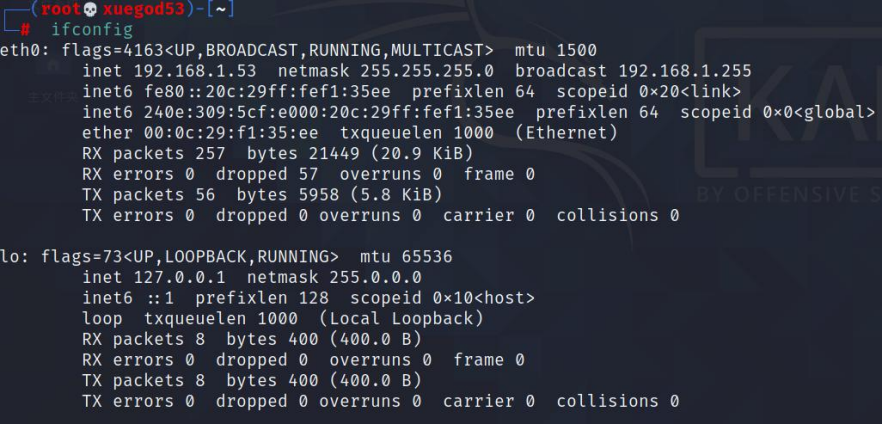 ┌──(root💀xuegod53)-[~]
└─# ifconfig
eth0: flags=4163<UP,BROADCAST,RUNNING,MULTICAST>  mtu 1500
        inet 192.168.1.53  netmask 255.255.255.0  broadcast 192.168.1.255
        inet6 fe80::20c:29ff:fef1:35ee  prefixlen 64  scopeid 0×20<link>
        inet6 240e:309:5cf:e000:20c:29ff:fef1:35ee  prefixlen 64  scopeid 0×0<global>
        ether 00:0c:29:f1:35:ee  txqueuelen 1000  (Ethernet)
        RX packets 257  bytes 21449 (20.9 KiB)
        RX errors 0  dropped 57  overruns 0  frame 0
        TX packets 56  bytes 5958 (5.8 KiB)
        TX errors 0  dropped 0 overruns 0  carrier 0  collisions 0

lo: flags=73<UP,LOOPBACK,RUNNING>  mtu 65536
        inet 127.0.0.1  netmask 255.0.0.0
        inet6 ::1  prefixlen 128  scopeid 0×10<host>
        loop  txqueuelen 1000  (Local Loopback)
        RX packets 8  bytes 400 (400.0 B)
        RX errors 0  dropped 0  overruns 0  frame 0
        TX packets 8  bytes 400 (400.0 B)
        TX errors 0  dropped 0 overruns 0  carrier 0  collisions 0
主文件夹
KA
BY OFFENSIVE S